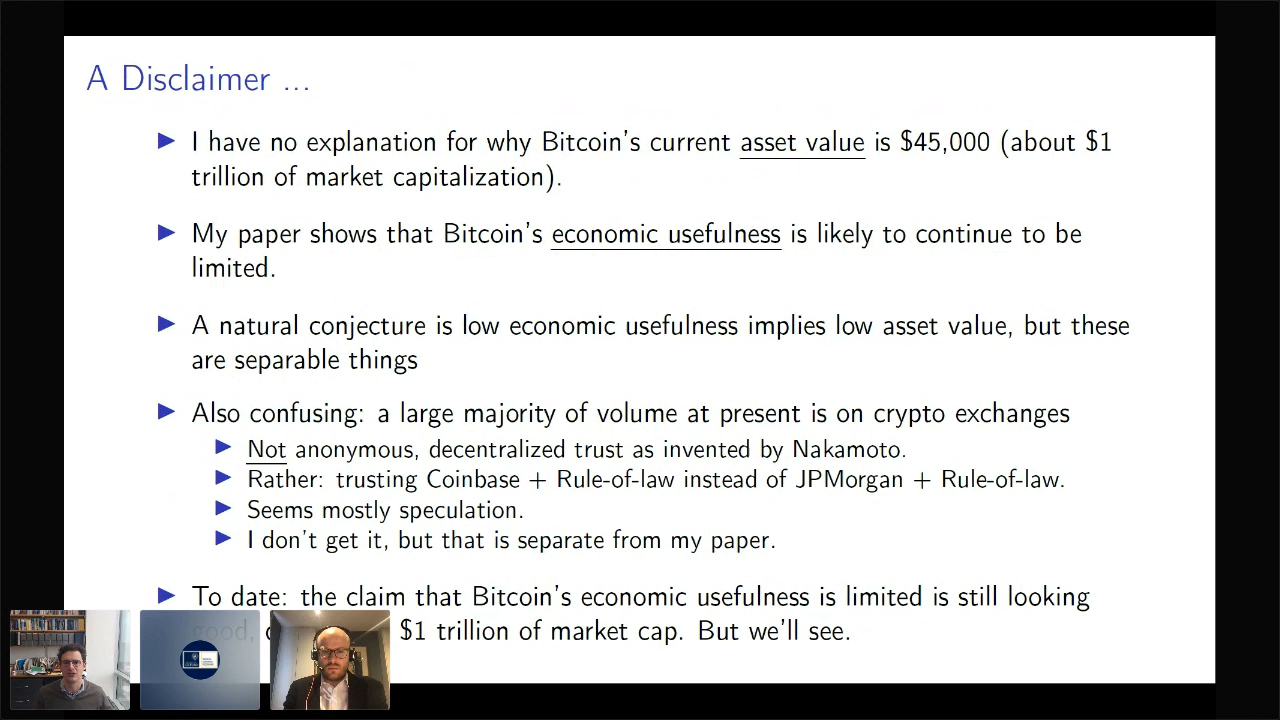 A Disclaimer ...
I have no explanation for why Bitcoin's current asset value is $45,000 (about $1
trillion of market capitalization).
My paper shows that Bitcoin's economic usefulness is likely to continue to be
limited.
A natural conjecture is low economic usefulness implies low asset value, but these
are separable things
Also confusing: a large majority of volume at present is on crypto exchanges
Not anonymous, decentralized trust as invented by Nakamoto.
Rather: trusting Coinbase + Rule-of-law instead of JPMorgan + Rule-of-law.
Seems mostly speculation.
I don't get it, but that is separate from my paper.
To date: the claim that Bitcoin's economic usefulness is limited is still looking
good, $1 trillion of market cap. But we'll see.